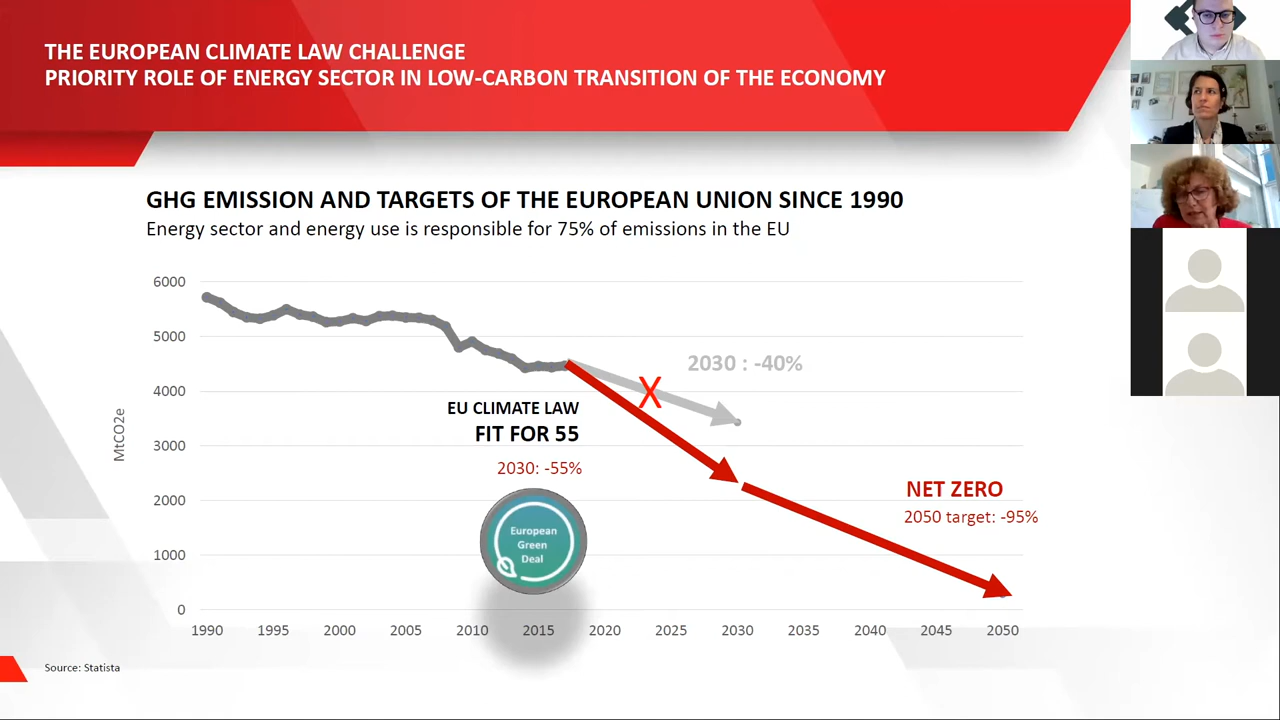 THE EUROPEAN CLIMATE LAW CHALLENGE
PRIORITY ROLE OF ENERGY SECTOR IN LOW-CARBON TRANSITION OF THE ECONOMY
GHG EMISSION AND TARGETS OF THE EUROPEAN UNION SINCE 1990
Energy sector and energy use is responsible for 75% of emissions in the EU
6000
5000
4000
3000
2000
1000
0
MtCO2e
2030 : -40%
X
EU CLIMATE LAW
FIT FOR 55
2030: -55%
European
Green
Deal
NET ZERO
2050 target: -95%
1990 1995 2000 2005 2010 2015 2020 2025 2030 2035 2040 2045 2050
Source: Statista